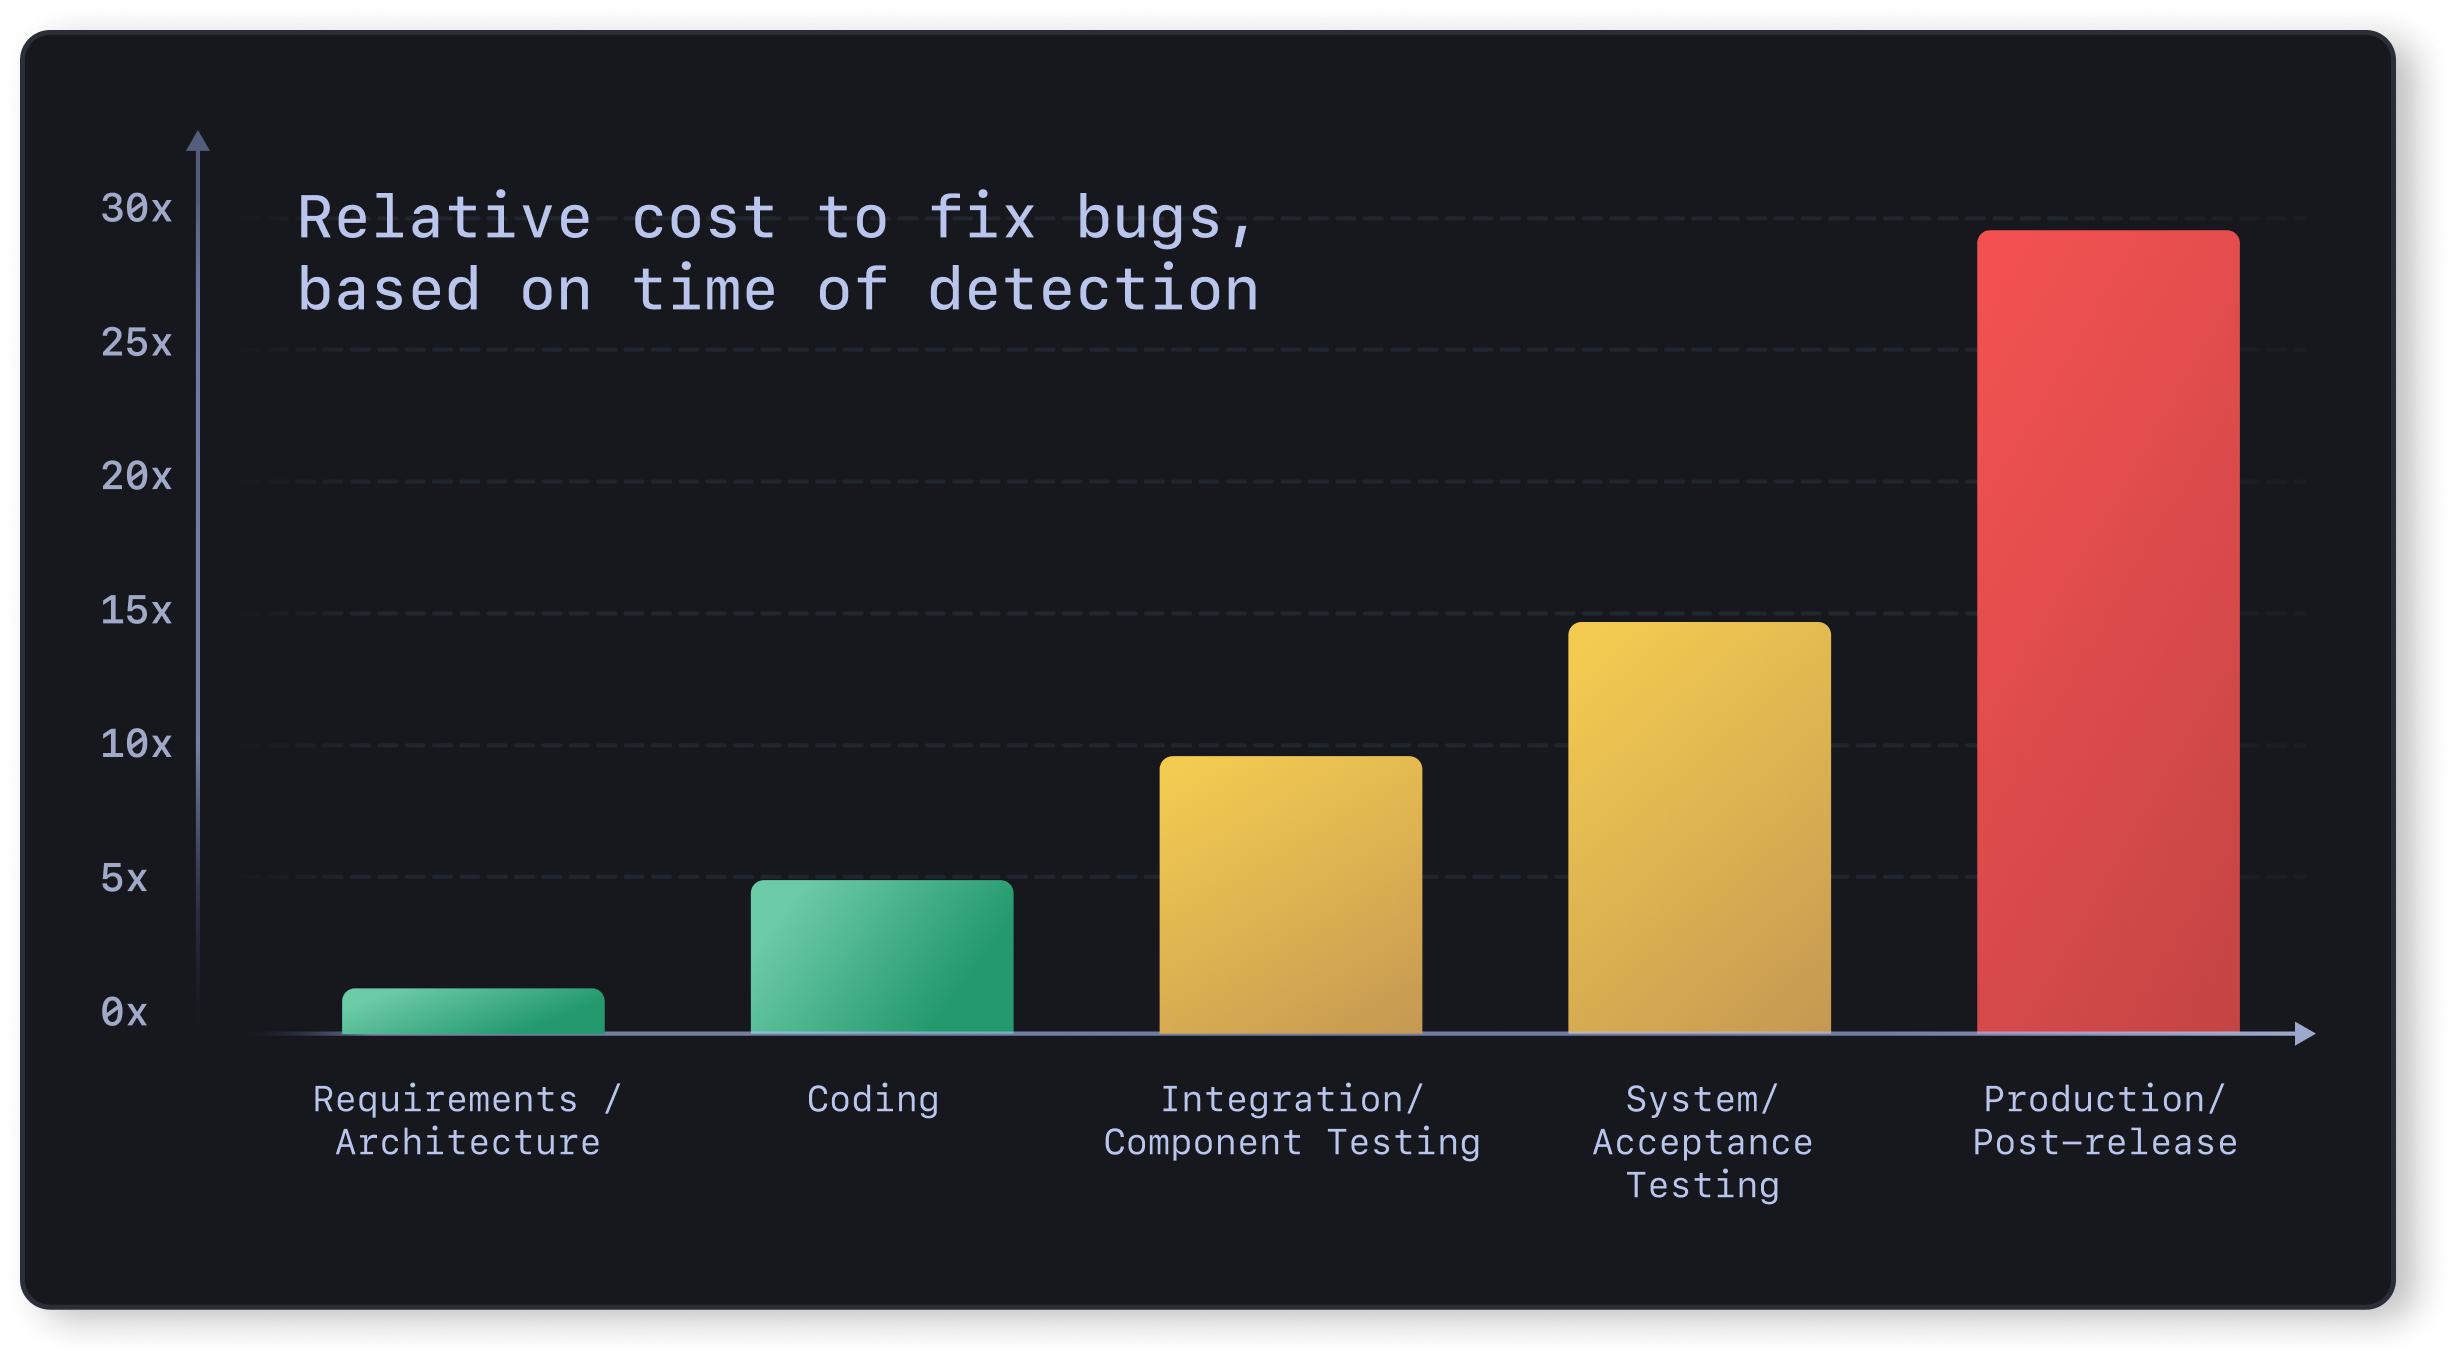 Relative cost to fix bugs,
based on time of detection
30x
25x
20x
15x
10x
5x
0x
Requirements /
Architecture
Coding
Integration/
Component Testing
System/
Acceptance
Testing
Production/
Post–release